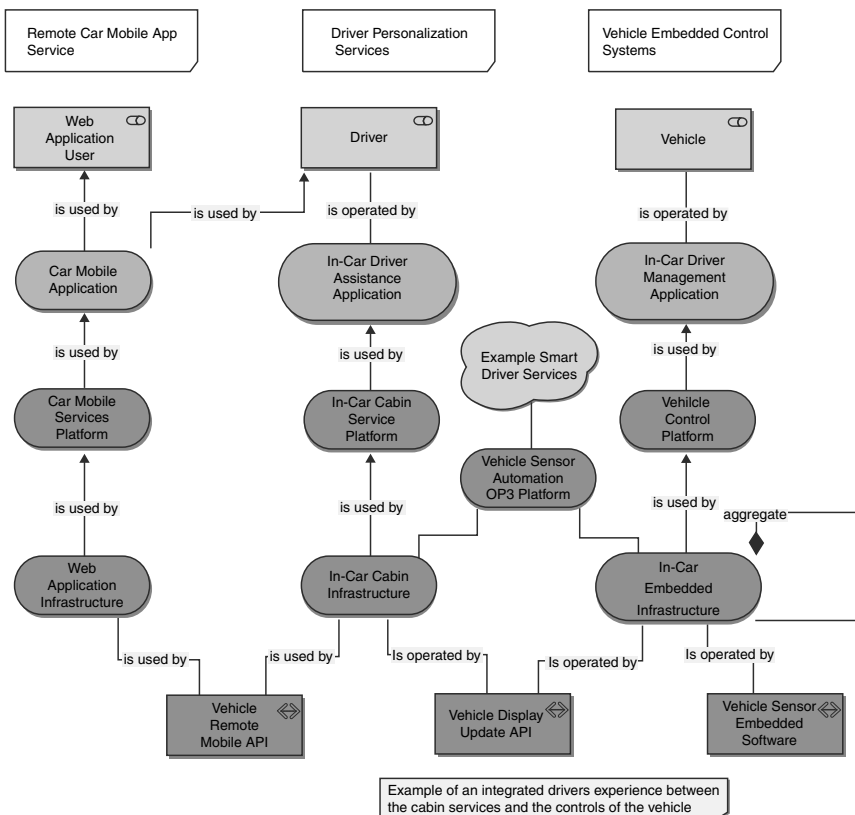 Remote Car Mobile App
Service
Driver Personalization
Services
Vehicle Embedded Control
Systems
Web
Application
User
Driver
Vehicle
is used by
is used by
is operated by
is operated by
Car Mobile
Application
In-Car Driver
Assistance
Application
In-Car Driver
Management
Application
is used by
is used by
Example Smart
Driver Services
is used by
Car Mobile
Services
Platform
In-Car Cabin
Service
Platform
Vehilcle
Control
Platform
Vehicle Sensor
Automation
OP3 Platform
is used by
is used by
is used by
aggregate
Web
Application
Infrastructure
In-Car Cabin
Infrastructure
In-Car
Embedded
Infrastructure
is used by
is used by
Is operated by
Is operated by
Is operated by
Vehicle
Remote
Mobile API
Vehicle Display
Update API
Vehicle Sensor
Embedded
Software
Example of an integrated drivers experience between
the cabin services and the controls of the vehicle